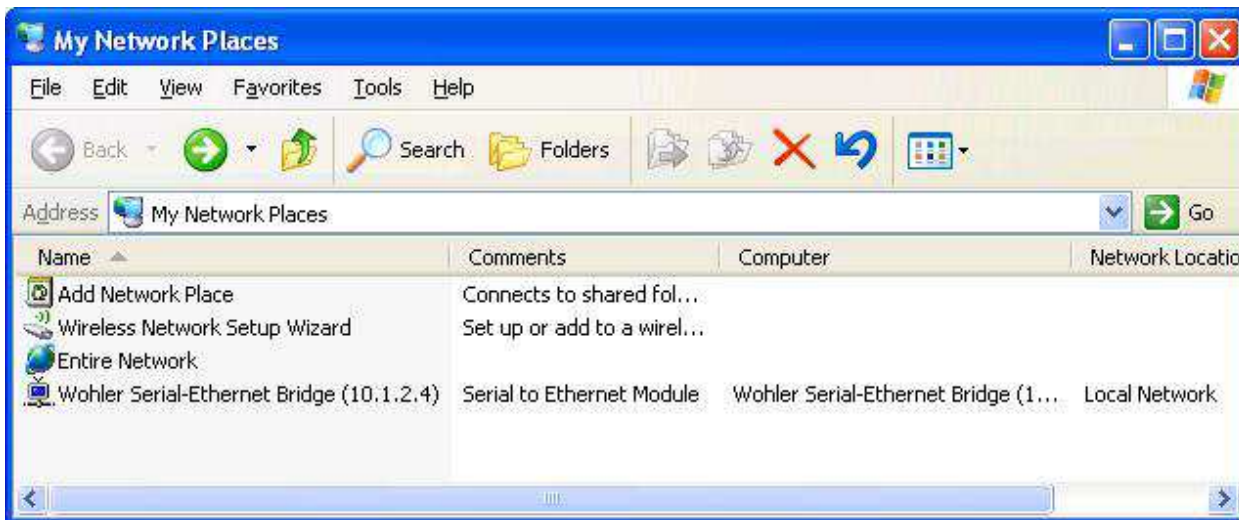 My Network Places
File Edit View Favorites Tools Help
Back Search Folders
Address My Network Places Go
Name Comments Computer Network Locatio
Add Network Place Connects to shared fol...
Wireless Network Setup Wizard Set up or add to a wirel...
Entire Network
Wohler Serial-Ethernet Bridge (10.1.2.4) Serial to Ethernet Module Wohler Serial-Ethernet Bridge (1... Local Network